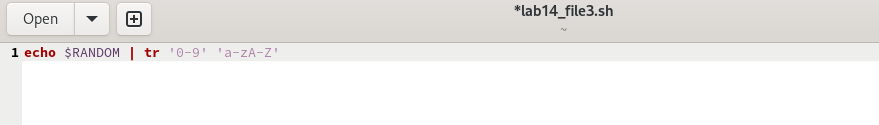 Open
*lab14_file3.sh
~
1 echo $RANDOM | tr '0-9' 'a-zA-Z'